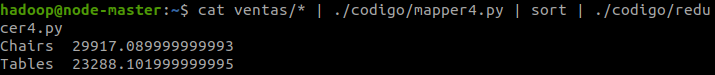 hadoop@node-master:~$ cat ventas/* | ./codigo/mapper4.py | sort | ./codigo/redu
cer4.py
Chairs  29917.089999999993
Tables  23288.101999999995